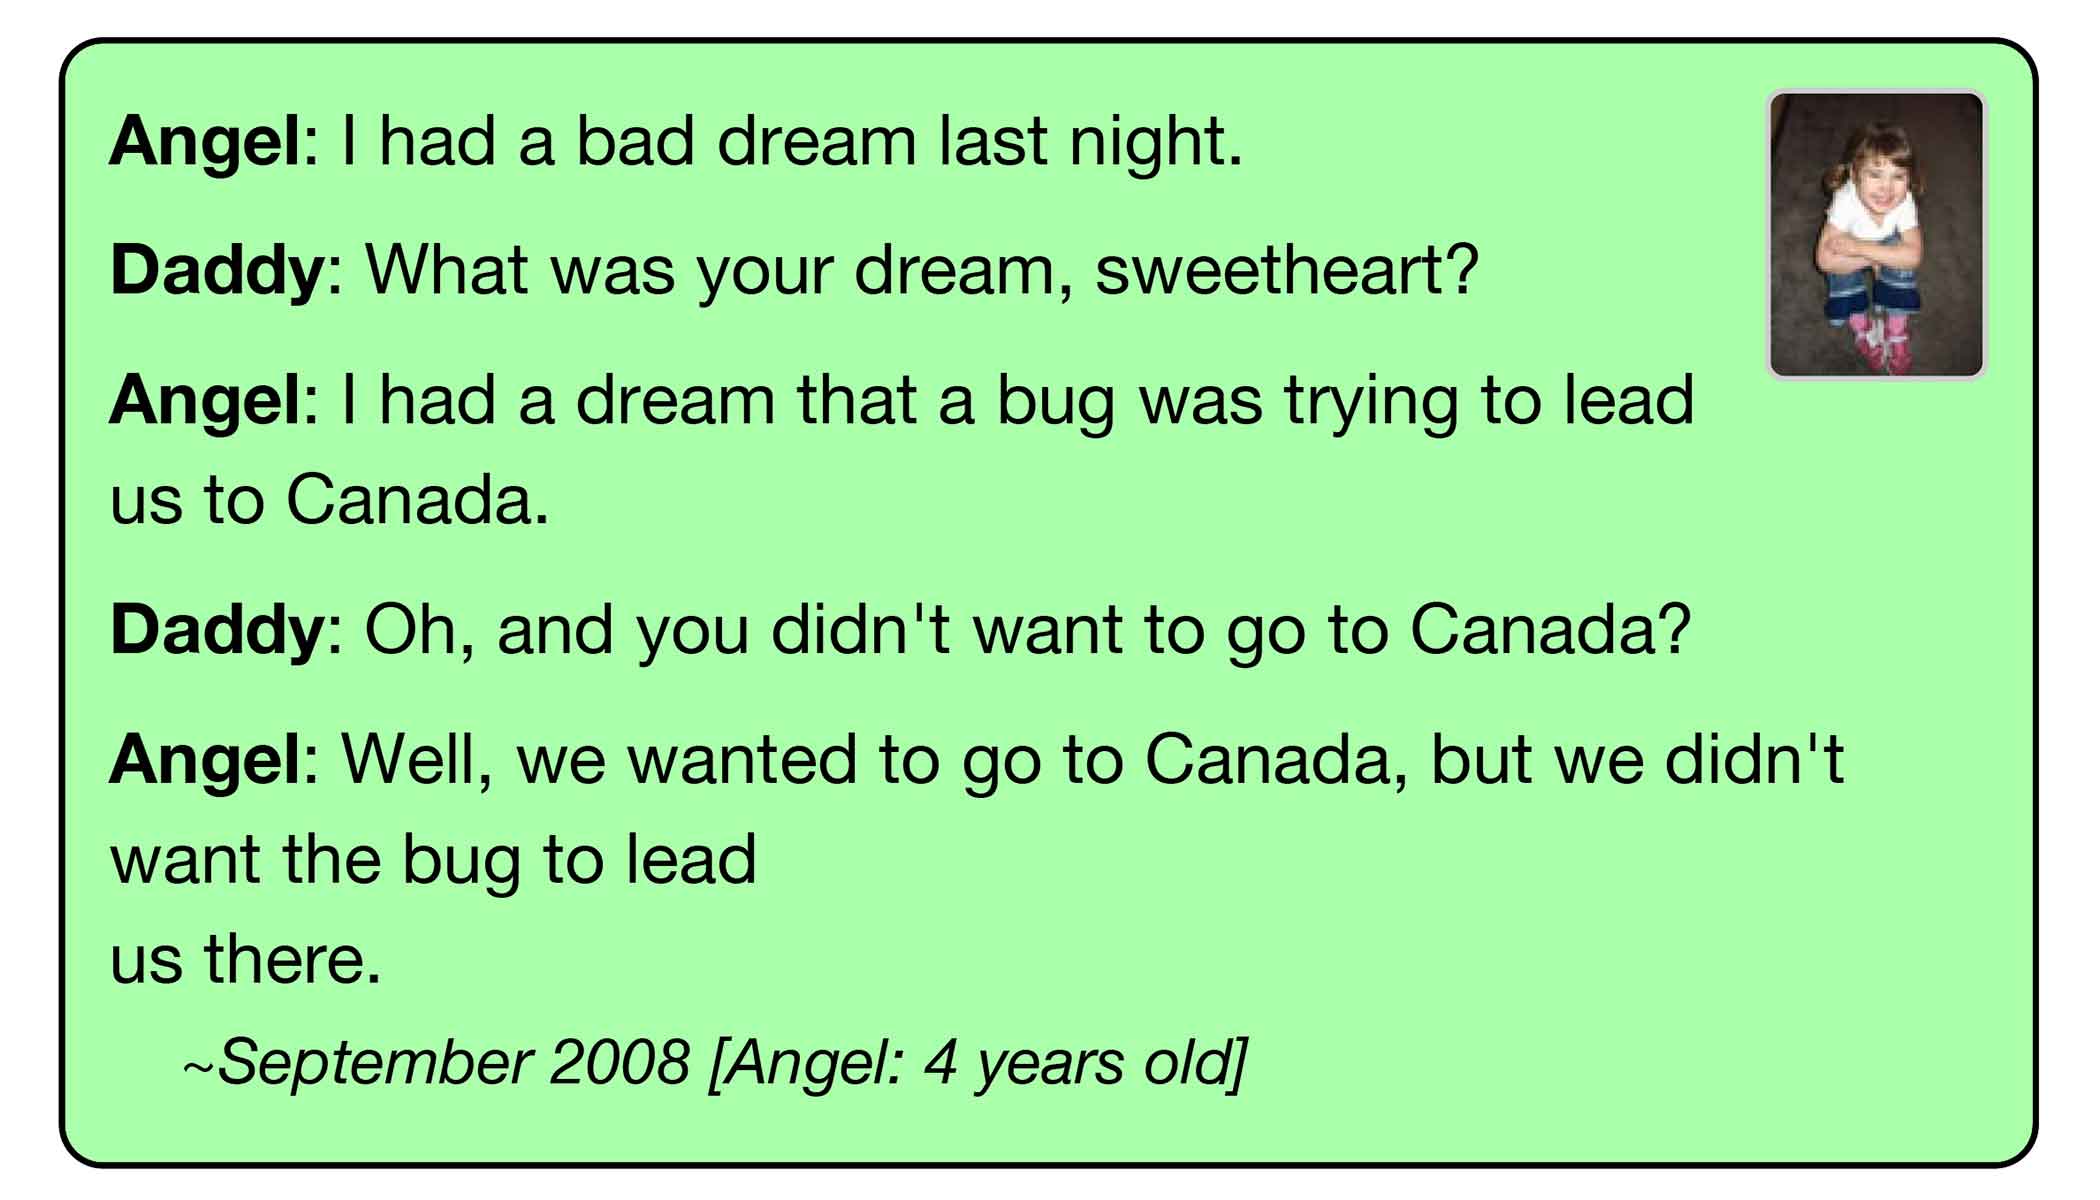 Angel: I had a bad dream last night.
Daddy: What was your dream, sweetheart?
Angel: I had a dream that a bug was trying to lead
us to Canada.
Daddy: Oh, and you didn't want to go to Canada?
Angel: Well, we wanted to go to Canada, but we didn't
want the bug to lead
us there.
~September 2008 [Angel: 4 years old]